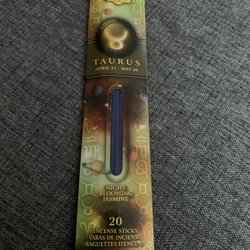 TAURUS
APRIL 21 - MAY 20
NIGHT
BLOOMING
JASMINE
20
INCENSE STICKS
VARAS DE INCIENSO
BAGUETTES D'ENCENS